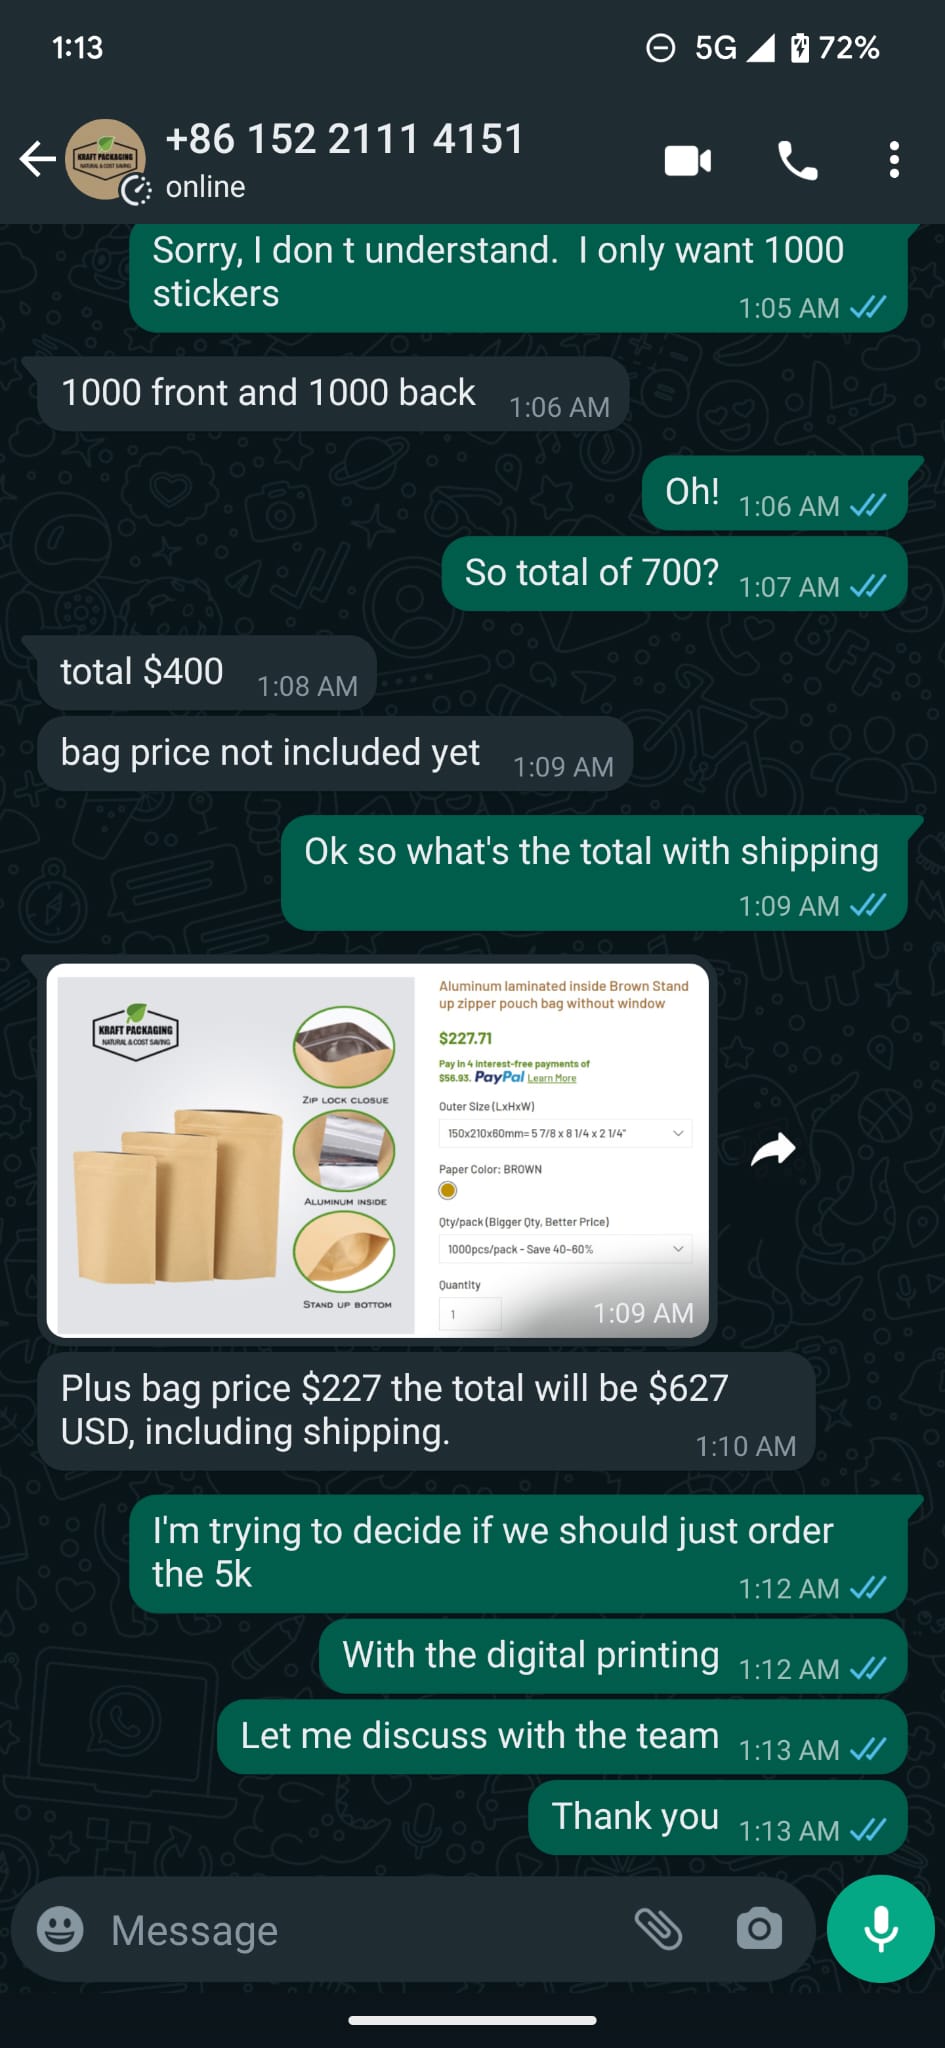 1:13
5G 72%
+86 152 2111 4151
KRAFT PACKAGING
NATURAL & COST SAVING
online
Sorry, I don t understand.  I only want 1000
stickers
1:05 AM
1000 front and 1000 back
1:06 AM
Oh!
1:06 AM
So total of 700?
1:07 AM
total $400
1:08 AM
bag price not included yet
1:09 AM
Ok so what's the total with shipping
1:09 AM
KRAFT PACKAGING
NATURAL & COST SAVING
ZIP LOCK CLOSUE
ALUMINUM INSIDE
STAND UP BOTTOM
Aluminum laminated inside Brown Stand
up zipper pouch bag without window
$227.71
Pay in 4 interest-free payments of
$56.93. PayPal Learn More
Outer Size (LxHxW)
150x210x60mm= 5 7/8 x 8 1/4 x 2 1/4"
Paper Color: BROWN
Qty/pack (Bigger Qty, Better Price)
1000pcs/pack - Save 40-60%
Quantity
1
1:09 AM
Plus bag price $227 the total will be $627
USD, including shipping.
1:10 AM
I'm trying to decide if we should just order
the 5k
1:12 AM
With the digital printing
1:12 AM
Let me discuss with the team
1:13 AM
Thank you
1:13 AM
Message